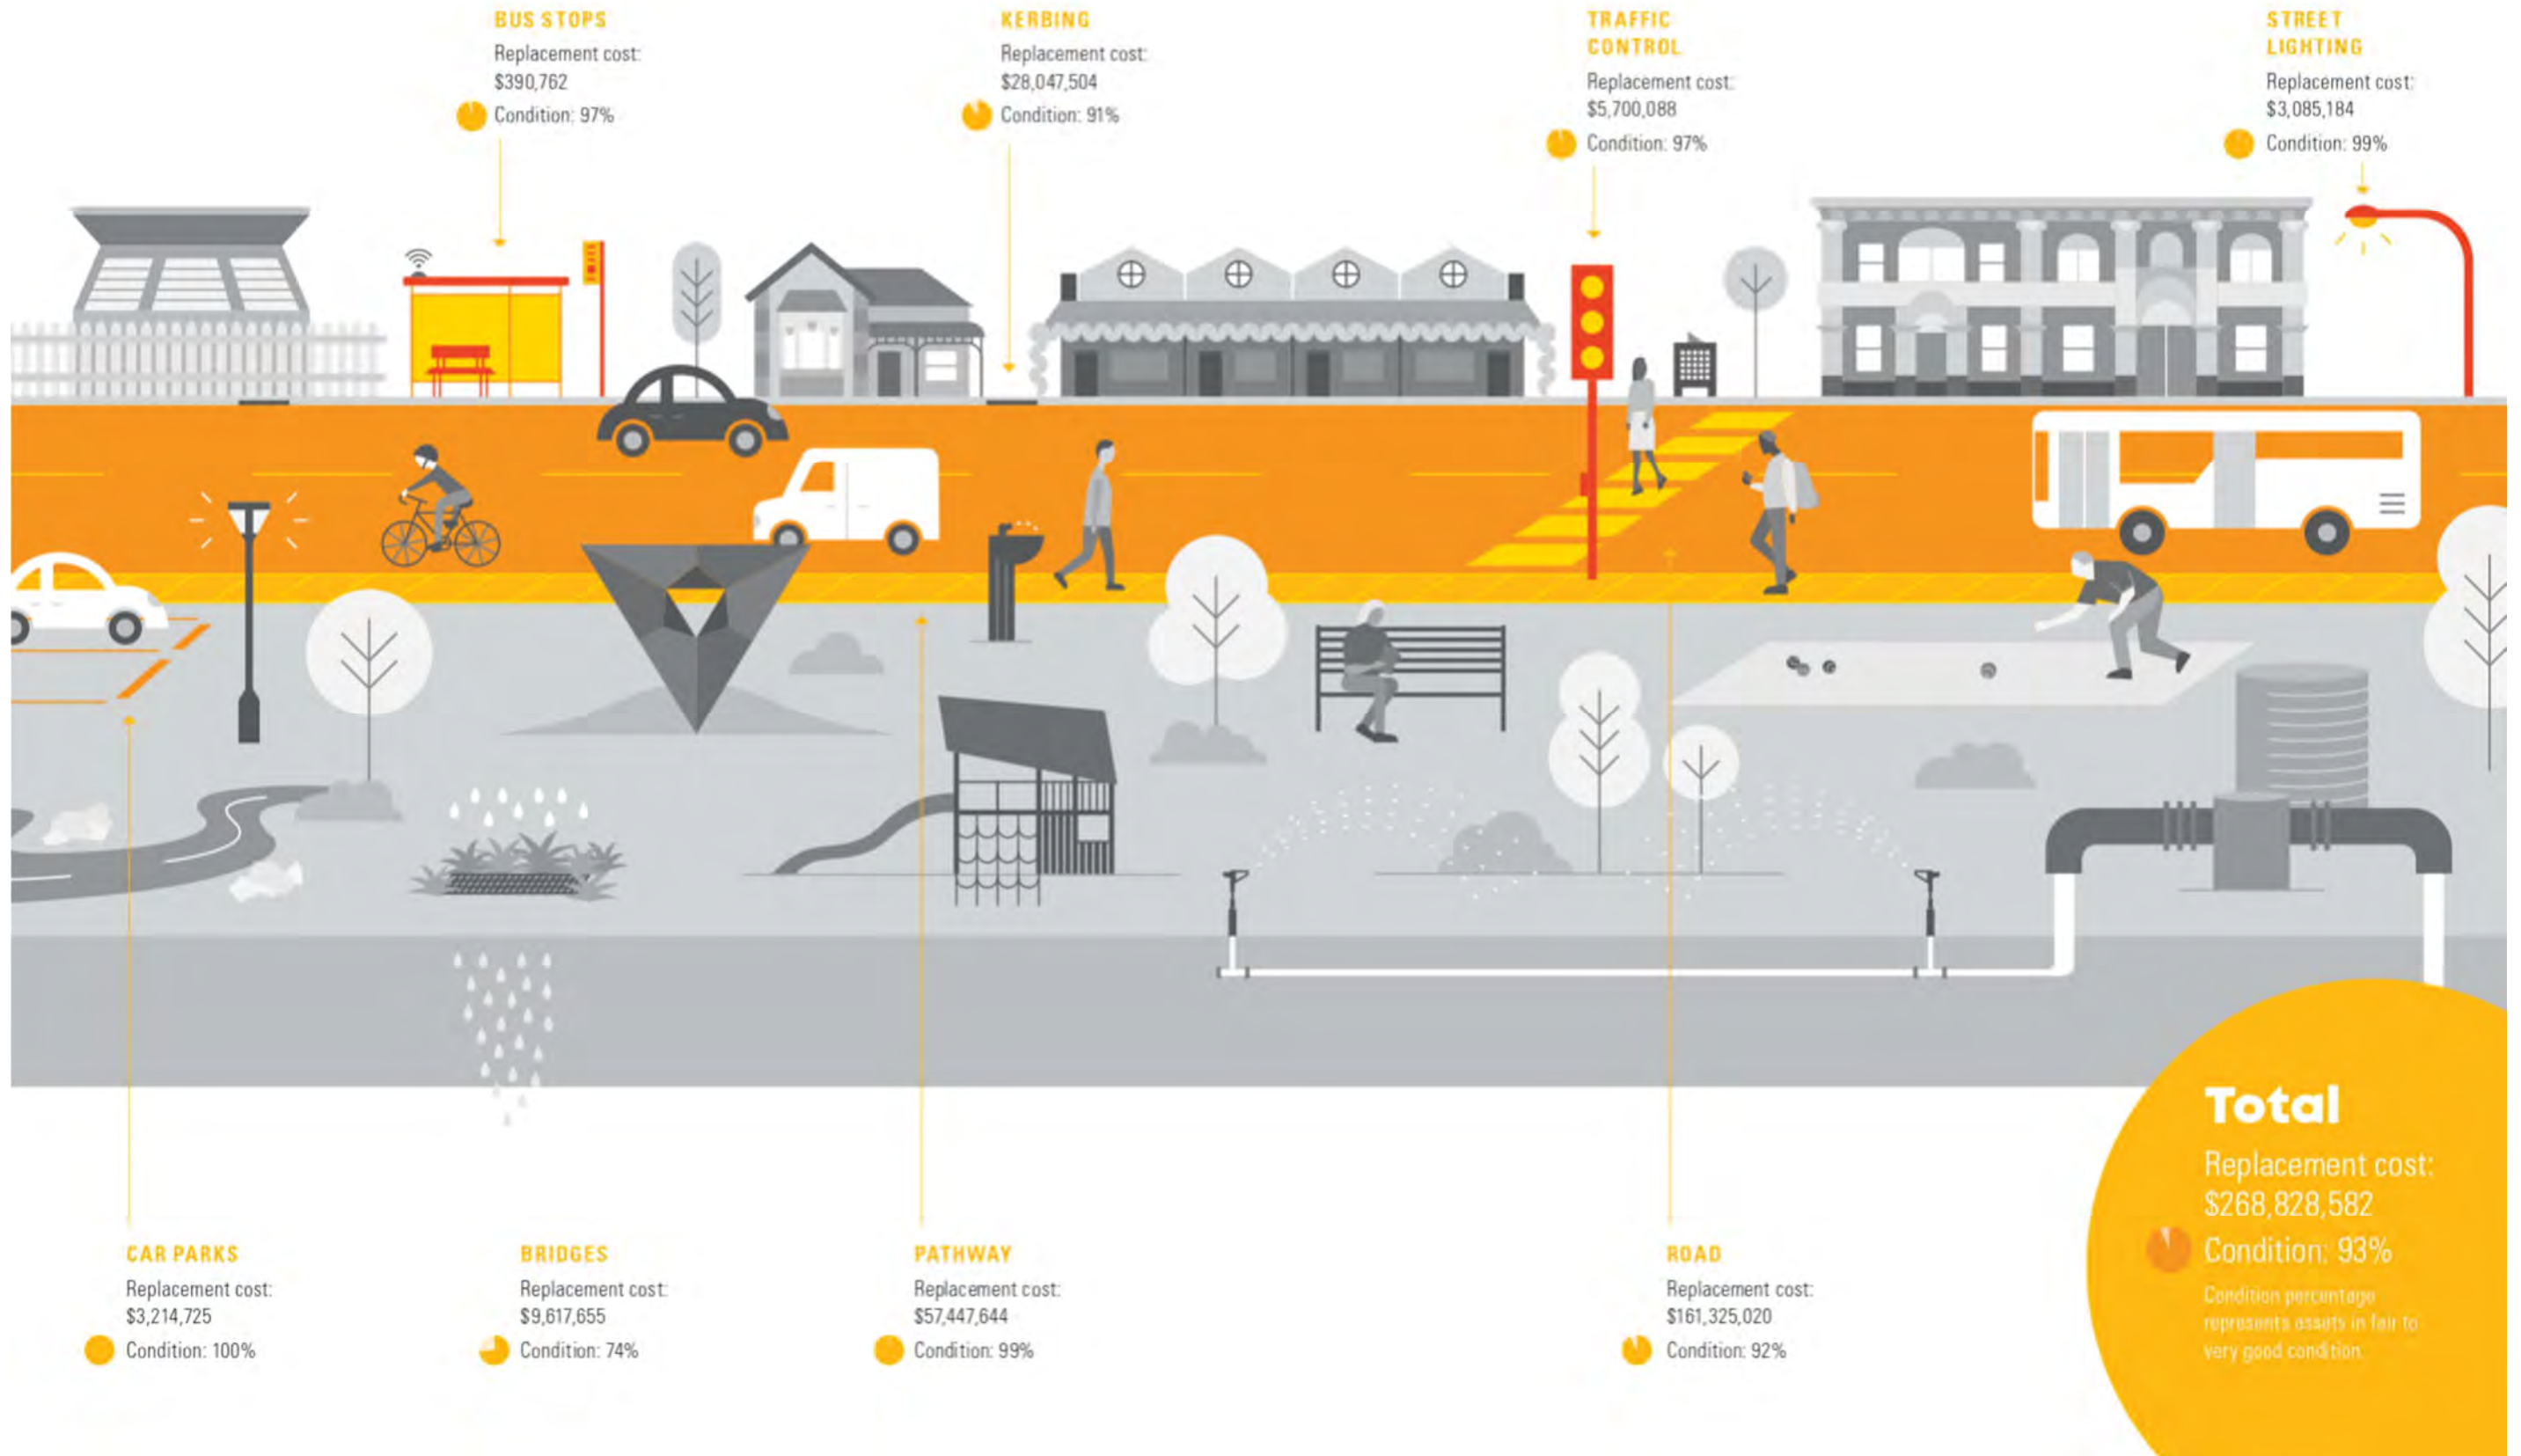 BUS STOPS
Replacement cost:
$390,762
Condition: 97%
KERBING
Replacement cost:
$28,047,504
Condition: 91%
TRAFFIC
CONTROL
Replacement cost:
$5,700,088
Condition: 97%
STREET
LIGHTING
Replacement cost:
$3,085,184
Condition: 99%
CAR PARKS
Replacement cost:
$3,214,725
Condition: 100%
BRIDGES
Replacement cost:
$9,617,655
Condition: 74%
PATHWAY
Replacement cost:
$57,447,644
Condition: 99%
ROAD
Replacement cost:
$161,325,020
Condition: 92%
Total
Replacement cost:
$268,828,582
Condition: 93%
Condition percentage
represents assets in fair to
very good condition.